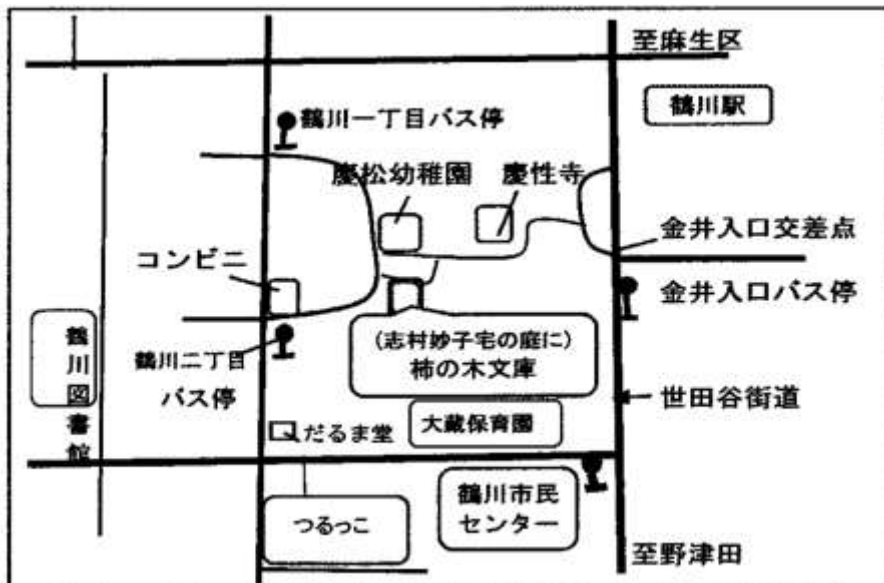 至麻生区
鶴川駅
鶴川一丁目バス停
慶松幼稚園
慶性寺
金井入口交差点
コンビニ
金井入口バス停
(志村妙子宅の庭に)
柿の木文庫
鶴川図書館
鶴川二丁目
バス停
世田谷街道
だるま堂
大蔵保育園
鶴川市民
センター
つるっこ
至野津田